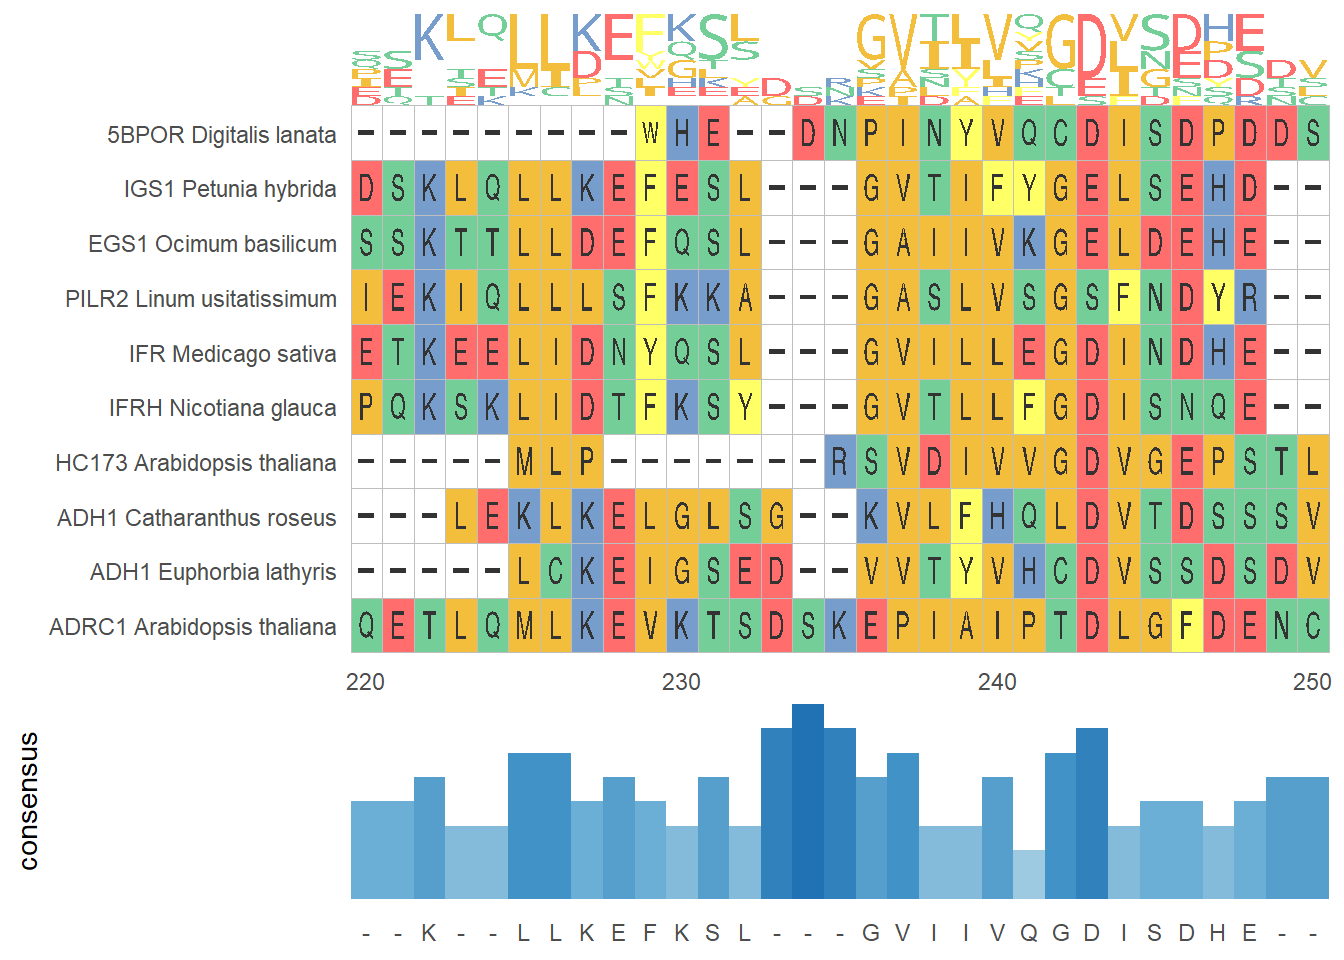 5BPOR Digitalis lanata - - - - - - - - - W H E - - D N P I N Y V Q C D I S D P D D S
IGS1 Petunia hybrida D S K L Q L L K E F E S L - - - G V T I F Y G E L S E H D - -
EGS1 Ocimum basilicum S S K T T L L D E F Q S L - - - G A I I V K G E L D E H E - -
PILR2 Linum usitatissimum I E K I Q L L L S F K K A - - - G A S L V S G S F N D Y R - -
IFR Medicago sativa E T K E E L I D N Y Q S L - - - G V I L L E G D I N D H E - -
IFRH Nicotiana glauca P Q K S K L I D T F K S Y - - - G V T L L F G D I S N Q E - -
HC173 Arabidopsis thaliana - - - - - M L P - - - - - - - R S V D I V V G D V G E P S T L
ADH1 Catharanthus roseus - - - L E K L K E L G L S G - - K V L F H Q L D V T D S S S V
ADH1 Euphorbia lathyris - - - - - L C K E I G S E D - - V V T Y V H C D V S S D S D V
ADRC1 Arabidopsis thaliana Q E T L Q M L K E V K T S D S K E P I A I P T D L G F D E N C
220 230 240 250
consensus
- - K - - L L K E F K S L - - - G V I I V Q G D I S D H E - -